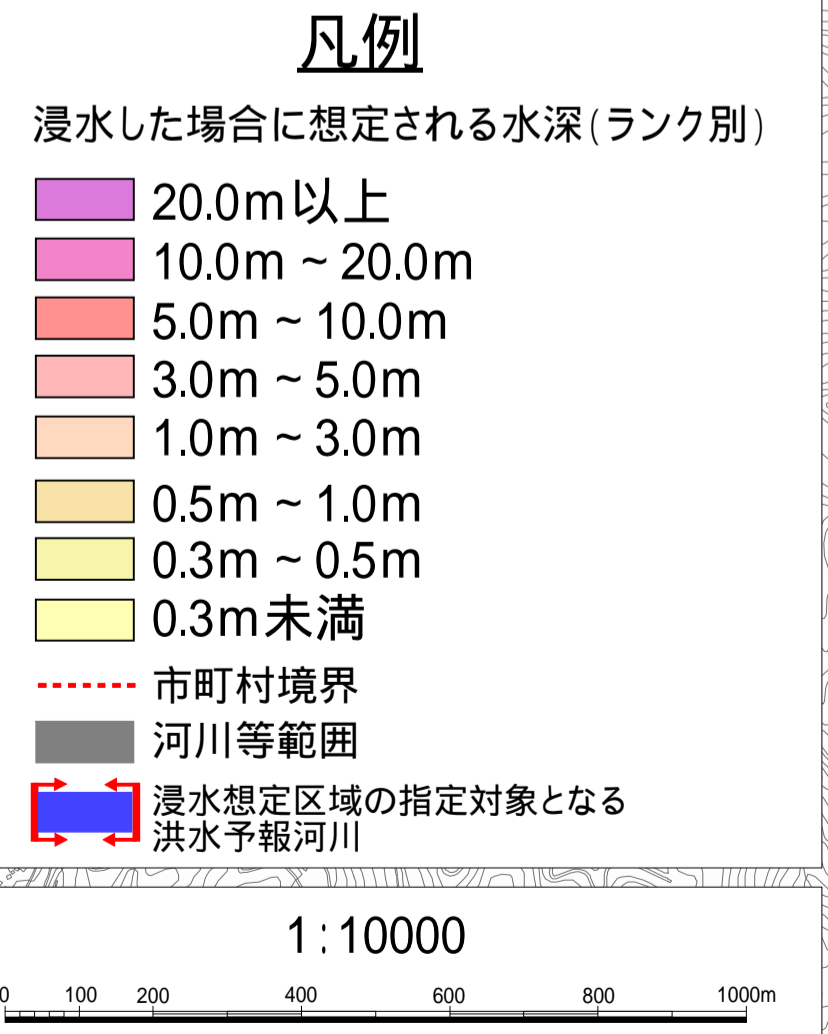 凡例
浸水した場合に想定される水深(ランク別)
20.0m以上
10.0m ~ 20.0m
5.0m ~ 10.0m
3.0m ~ 5.0m
1.0m ~ 3.0m
0.5m ~ 1.0m
0.3m ~ 0.5m
0.3m未満
市町村境界
河川等範囲
浸水想定区域の指定対象となる
洪水予報河川
1:10000
0 100 200 400 600 800 1000m